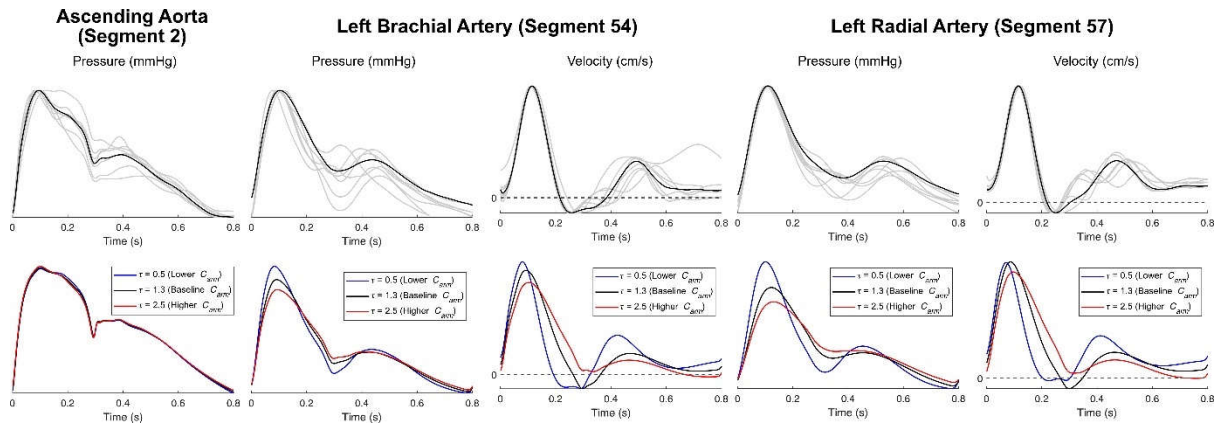 Ascending Aorta
(Segment 2)
Left Brachial Artery (Segment 54)
Left Radial Artery (Segment 57)
Pressure (mmHg)
Pressure (mmHg)
Velocity (cm/s)
Pressure (mmHg)
Velocity (cm/s)
0
0
0 0.2 0.4 0.6 0.8
0 0.2 0.4 0.6 0.8
0 0.2 0.4 0.6 0.8
0 0.2 0.4 0.6 0.8
0 0.2 0.4 0.6 0.8
Time (s)
Time (s)
Time (s)
Time (s)
Time (s)
τ = 0.5 (Lower C_arm)
τ = 1.3 (Baseline C_arm)
τ = 2.5 (Higher C_arm)
τ = 0.5 (Lower C_arm)
τ = 1.3 (Baseline C_arm)
τ = 2.5 (Higher C_arm)
τ = 0.5 (Lower C_arm)
τ = 1.3 (Baseline C_arm)
τ = 2.5 (Higher C_arm)
τ = 0.5 (Lower C_arm)
τ = 1.3 (Baseline C_arm)
τ = 2.5 (Higher C_arm)
τ = 0.5 (Lower C_arm)
τ = 1.3 (Baseline C_arm)
τ = 2.5 (Higher C_arm)
0
0
0 0.2 0.4 0.6 0.8
0 0.2 0.4 0.6 0.8
0 0.2 0.4 0.6 0.8
0 0.2 0.4 0.6 0.8
0 0.2 0.4 0.6 0.8
Time (s)
Time (s)
Time (s)
Time (s)
Time (s)